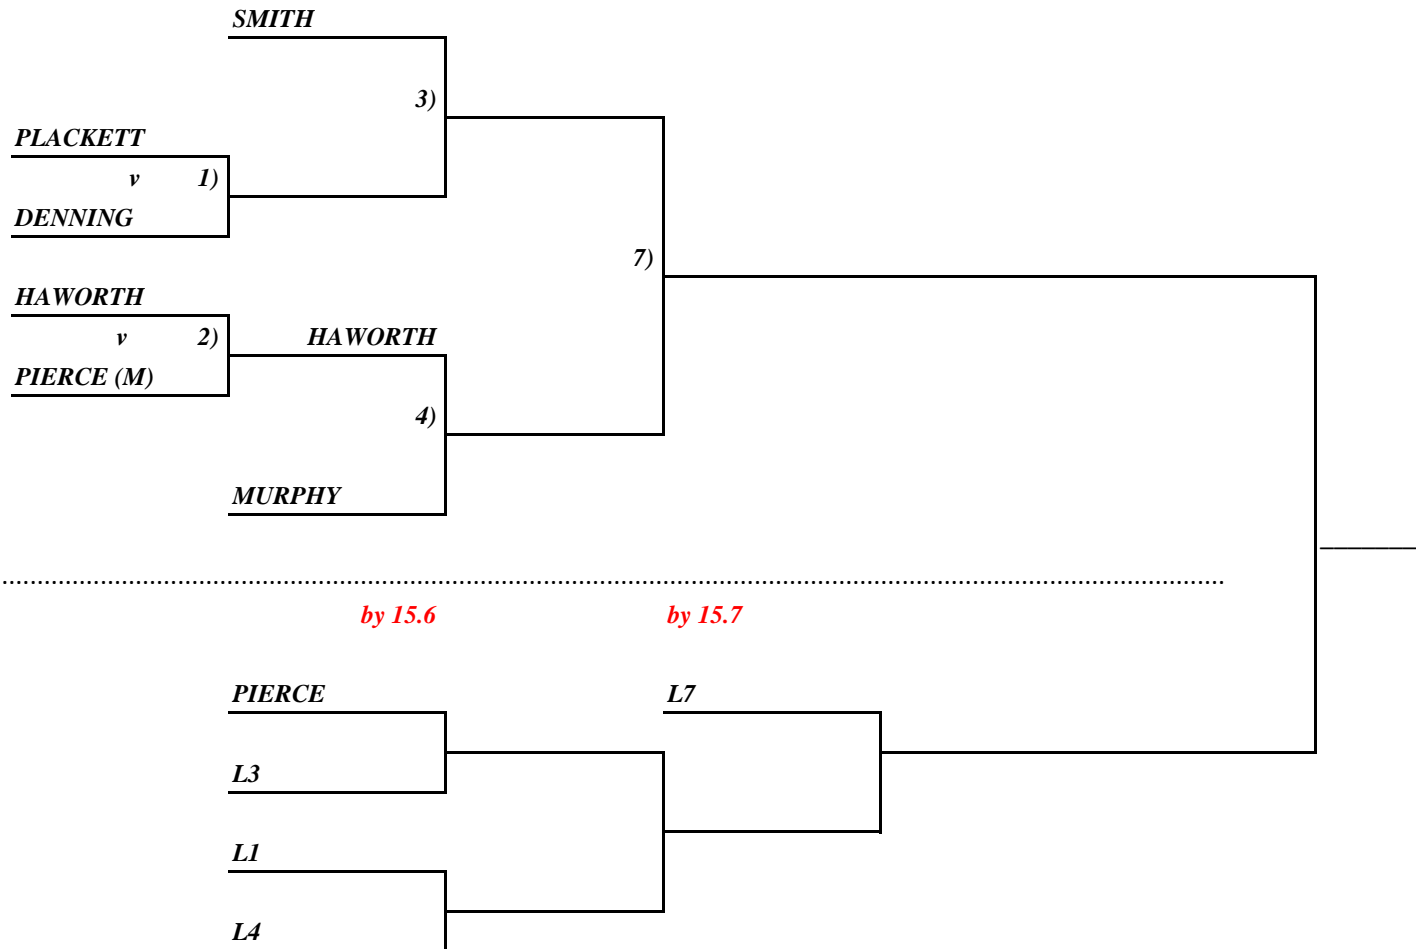 SMITH
3)
PLACKETT
v 1)
DENNING
7)
HAWORTH
v 2) HAWORTH
PIERCE (M)
4)
MURPHY
by 15.6 by 15.7
PIERCE L7
L3
L1
L4